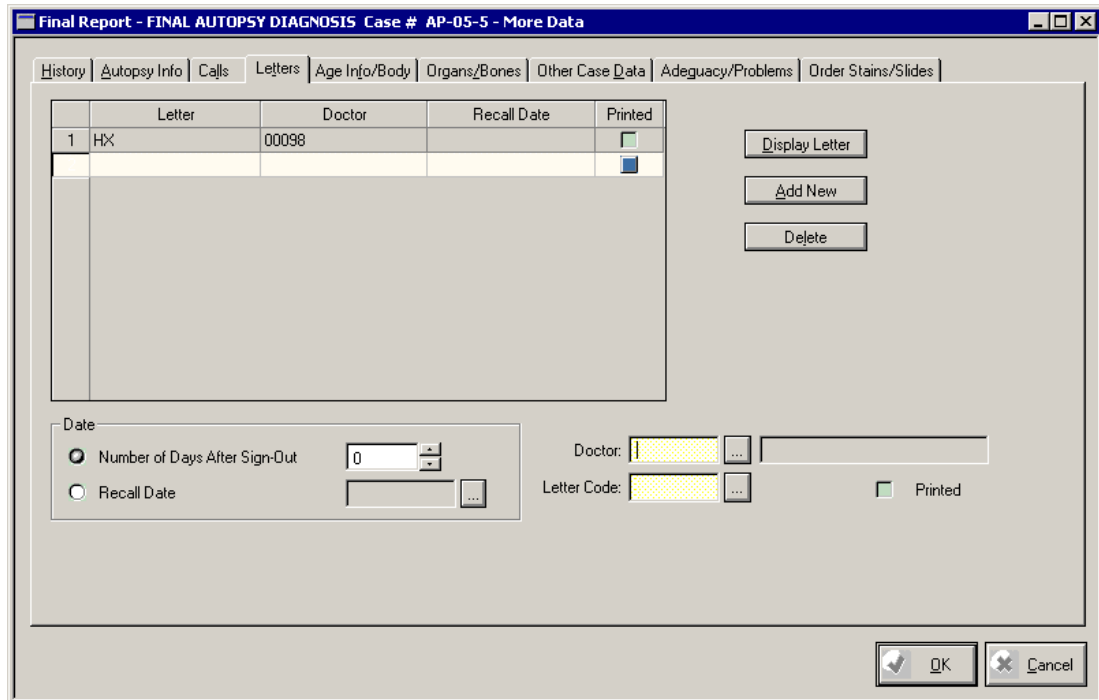 Final Report - FINAL AUTOPSY DIAGNOSIS Case # AP-05-5 - More Data
History Autopsy Info Calls Letters Age Info/Body Organs/Bones Other Case Data Adeguacy/Problems Order Stains/Slides
Letter Doctor Recall Date Printed
1 HX 00098
Display Letter
Add New
Delete
Date
Number of Days After Sign-Out 0
Recall Date ...
Doctor: ...
Letter Code: ... Printed
OK Cancel